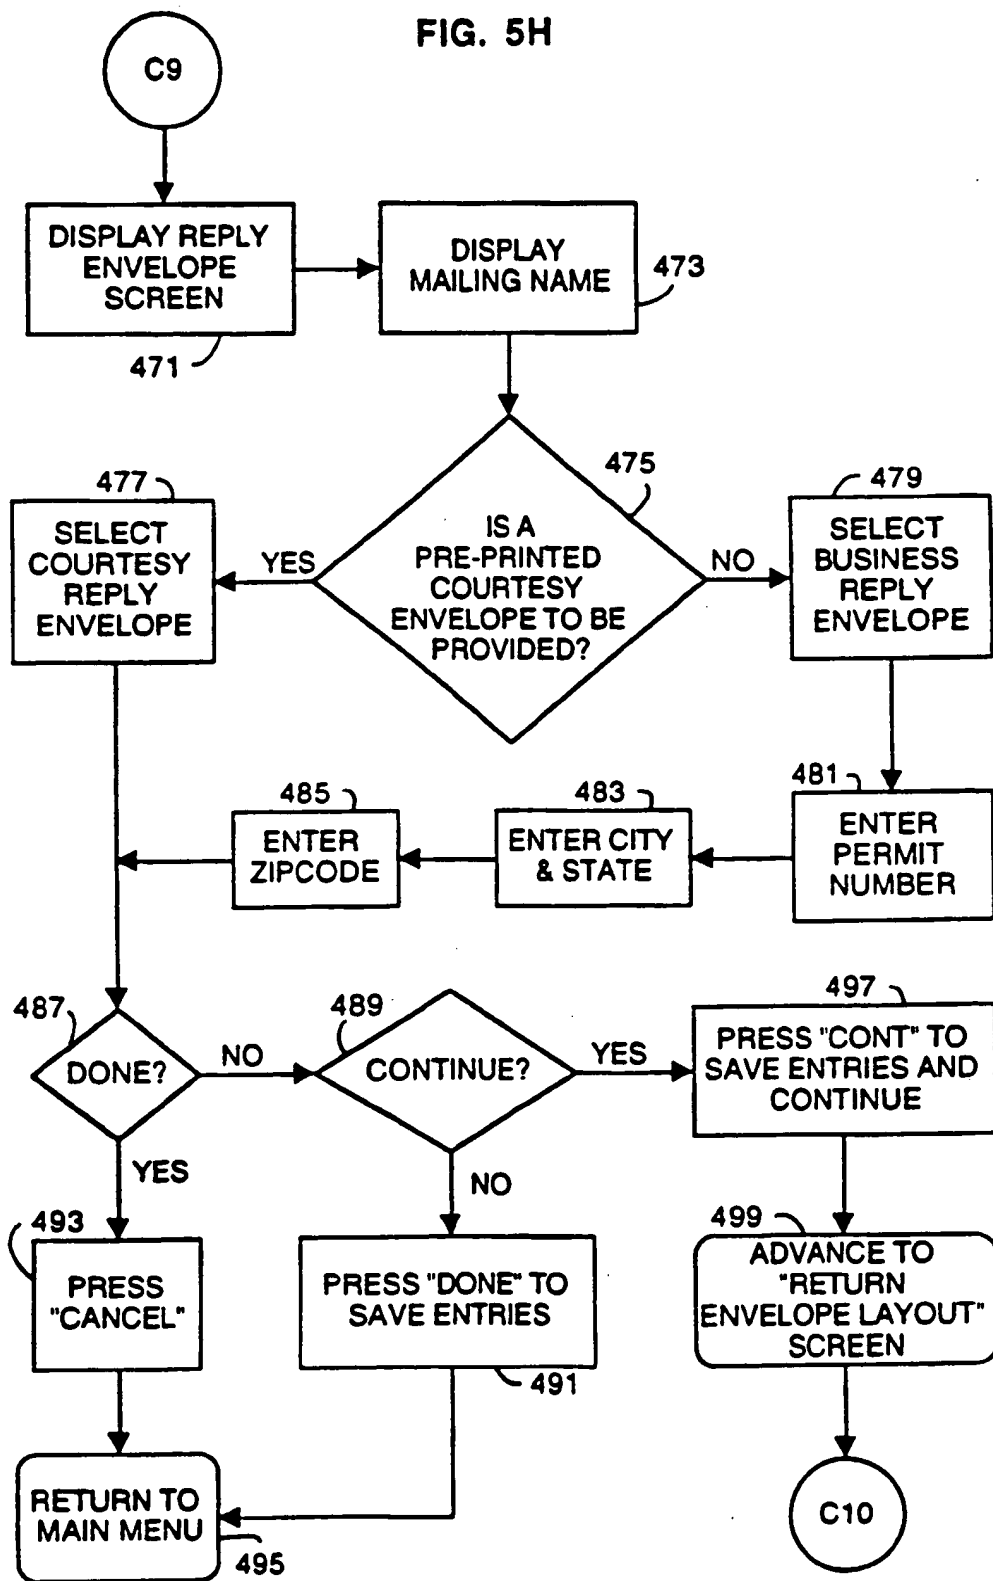 FIG. 5H
C9
DISPLAY REPLY
ENVELOPE
SCREEN
471
DISPLAY
MAILING NAME
473
475
IS A
PRE-PRINTED
COURTESY
ENVELOPE TO BE
PROVIDED?
YES
NO
477
SELECT
COURTESY
REPLY
ENVELOPE
479
SELECT
BUSINESS
REPLY
ENVELOPE
481
ENTER
PERMIT
NUMBER
483
ENTER CITY
& STATE
485
ENTER
ZIPCODE
487
DONE?
NO
YES
489
CONTINUE?
YES
NO
497
PRESS "CONT" TO
SAVE ENTRIES AND
CONTINUE
493
PRESS
"CANCEL"
PRESS "DONE" TO
SAVE ENTRIES
491
499
ADVANCE TO
"RETURN
ENVELOPE LAYOUT"
SCREEN
RETURN TO
MAIN MENU
495
C10